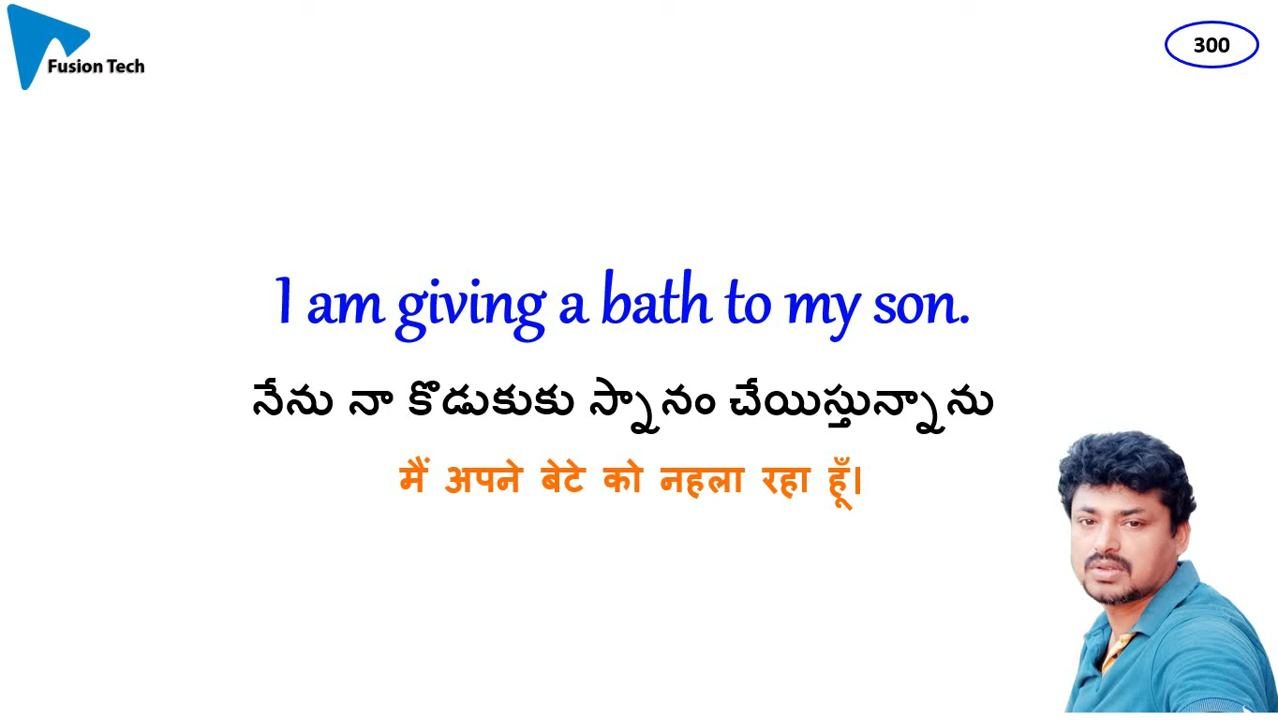 Fusion Tech
300
I am giving a bath to my son.
నేను నా కొడుకుకు స్నానం చేయిస్తున్నాను
मैं अपने बेटे को नहला रहा हूँ।